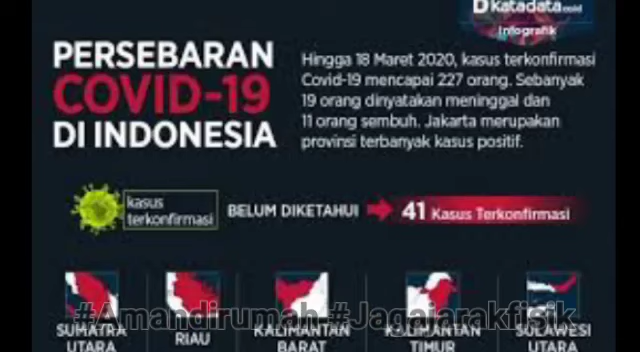 katadata.co.id
Infografik
PERSEBARAN
COVID-19
DI INDONESIA
Hingga 18 Maret 2020, kasus terkonfirmasi
Covid-19 mencapai 227 orang. Sebanyak
19 orang dinyatakan meninggal dan
11 orang sembuh. Jakarta merupakan
provinsi terbanyak kasus positif.
kasus
terkonfirmasi
BELUM DIKETAHUI
41 Kasus Terkonfirmasi
#Amandirumah #Jagajarakfisik
SUMATRA
UTARA
RIAU
KALIMANTAN
BARAT
KALIMANTAN
TIMUR
SULAWESI
UTARA